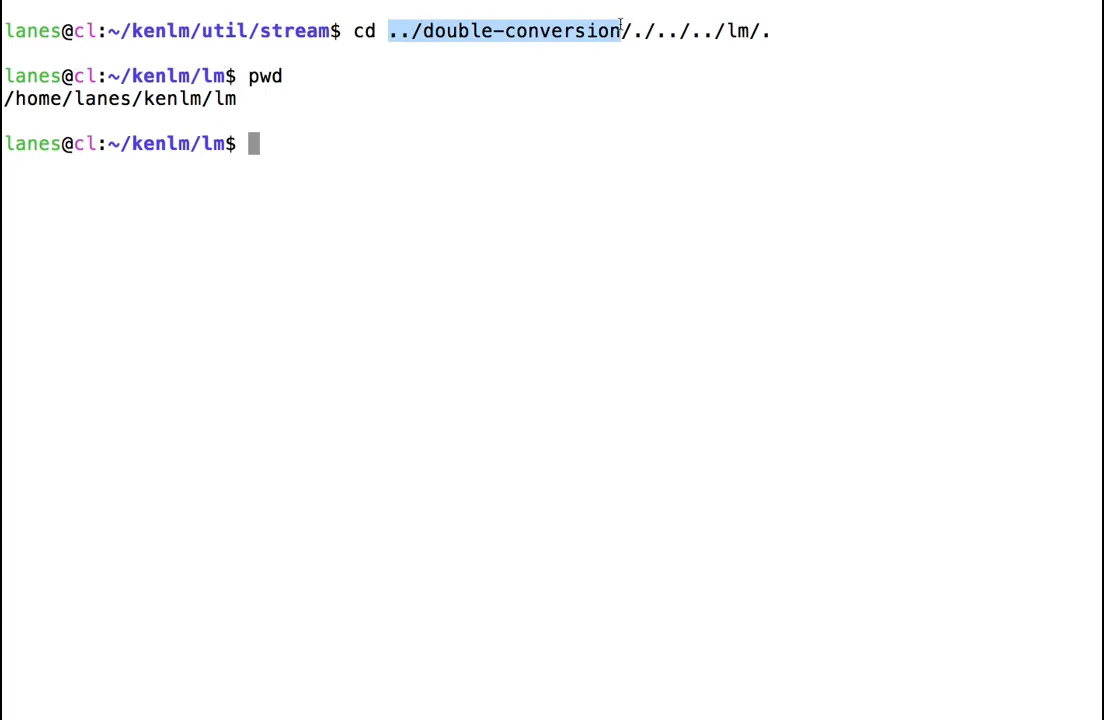 lanes@cl:~/kenlm/util/stream$ cd ../double-conversion/./../../lm/.
lanes@cl:~/kenlm/lm$ pwd
/home/lanes/kenlm/lm
lanes@cl:~/kenlm/lm$